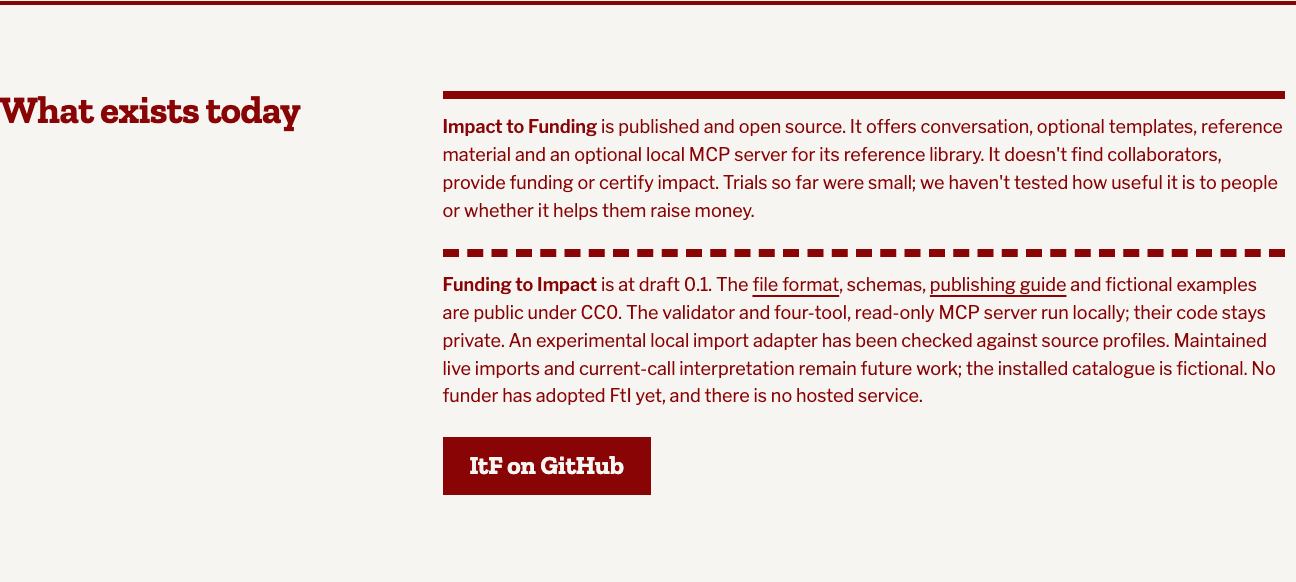 What exists today
Impact to Funding is published and open source. It offers conversation, optional templates, reference
material and an optional local MCP server for its reference library. It doesn't find collaborators,
provide funding or certify impact. Trials so far were small; we haven't tested how useful it is to people
or whether it helps them raise money.
Funding to Impact is at draft 0.1. The file format, schemas, publishing guide and fictional examples
are public under CC0. The validator and four-tool, read-only MCP server run locally; their code stays
private. An experimental local import adapter has been checked against source profiles. Maintained
live imports and current-call interpretation remain future work; the installed catalogue is fictional. No
funder has adopted FtI yet, and there is no hosted service.
ItF on GitHub